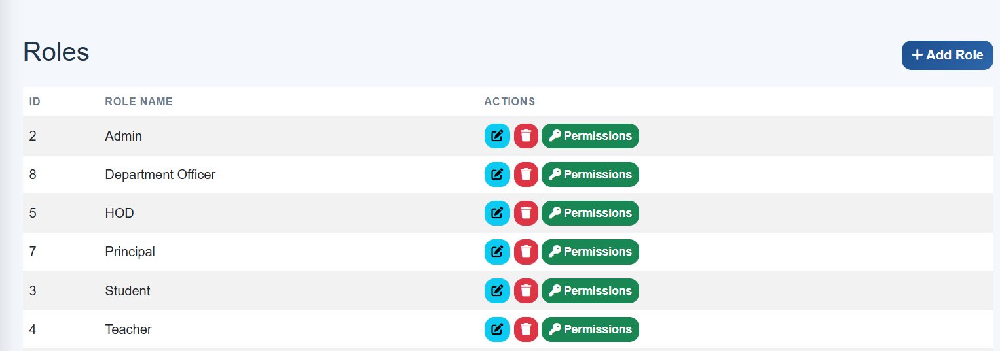 Roles
+ Add Role
ID ROLE NAME ACTIONS
2 Admin Permissions
8 Department Officer Permissions
5 HOD Permissions
7 Principal Permissions
3 Student Permissions
4 Teacher Permissions